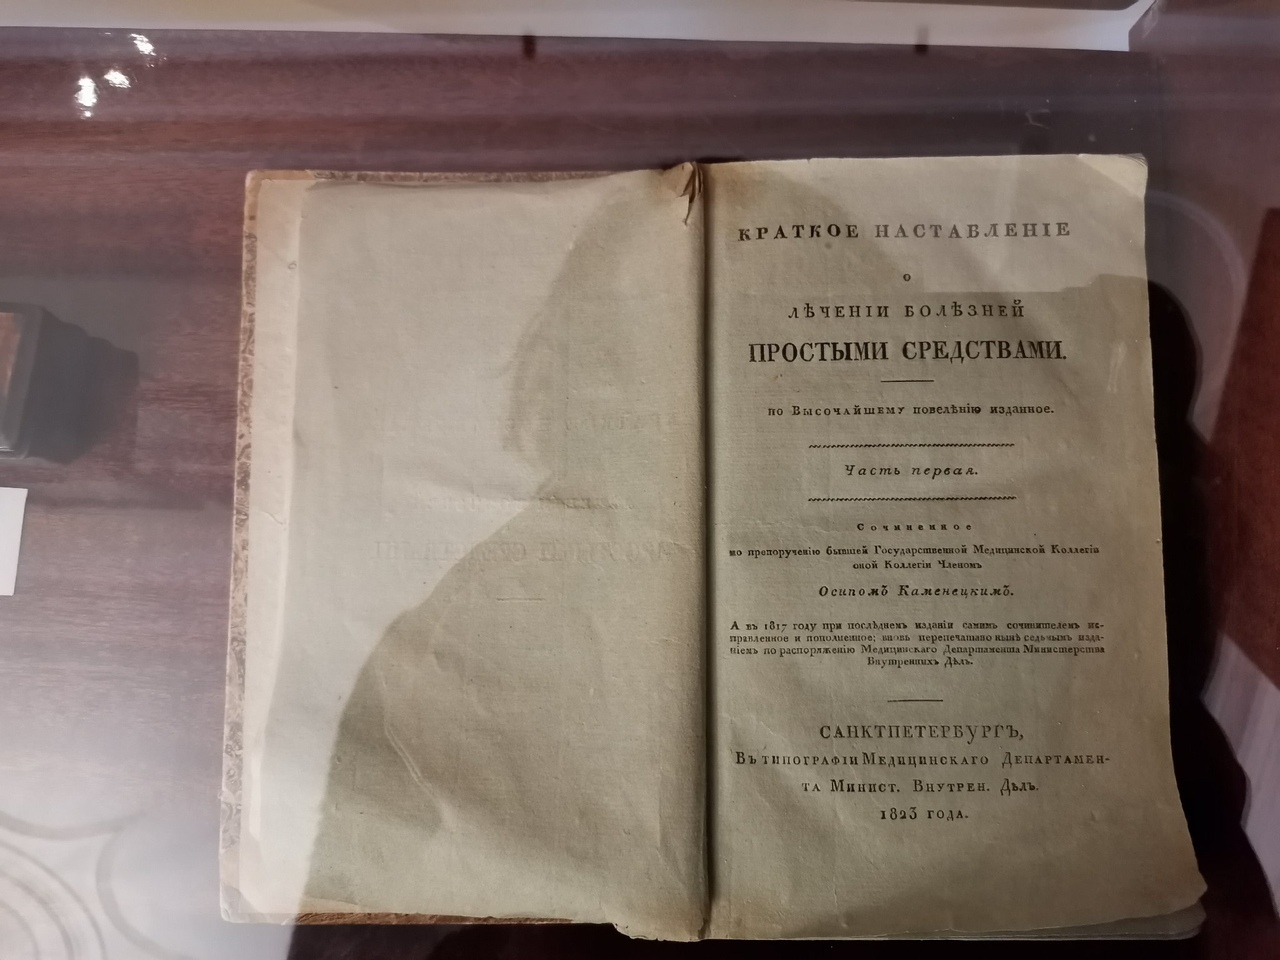 КРАТКОЕ НАСТАВЛЕНІЕ
О
ЛѢЧЕНІИ БОЛѢЗНЕЙ
ПРОСТЫМИ СРЕДСТВАМИ.
по Высочайшему повелѣнію изданное.
Часть первая.
Сочиненное
по препорученію бывшей Государственной Медицинской Коллегіи
оной Коллегіи Членомъ
Осипомъ Каменецкимъ.
А въ 1817 году при послѣднемъ изданіи самимъ сочинителемъ ис-
правленное и пополненное; вновь перепечатано нынѣ седьмымъ изда-
ніемъ по распоряженію Медицинскаго Департамента Министерства
Внутреннихъ Дѣлъ.
САНКТПЕТЕРБУРГЪ,
Въ типографіи Медицинскаго Департамен-
та Минист. Внутрен. Дѣлъ.
1823 года.